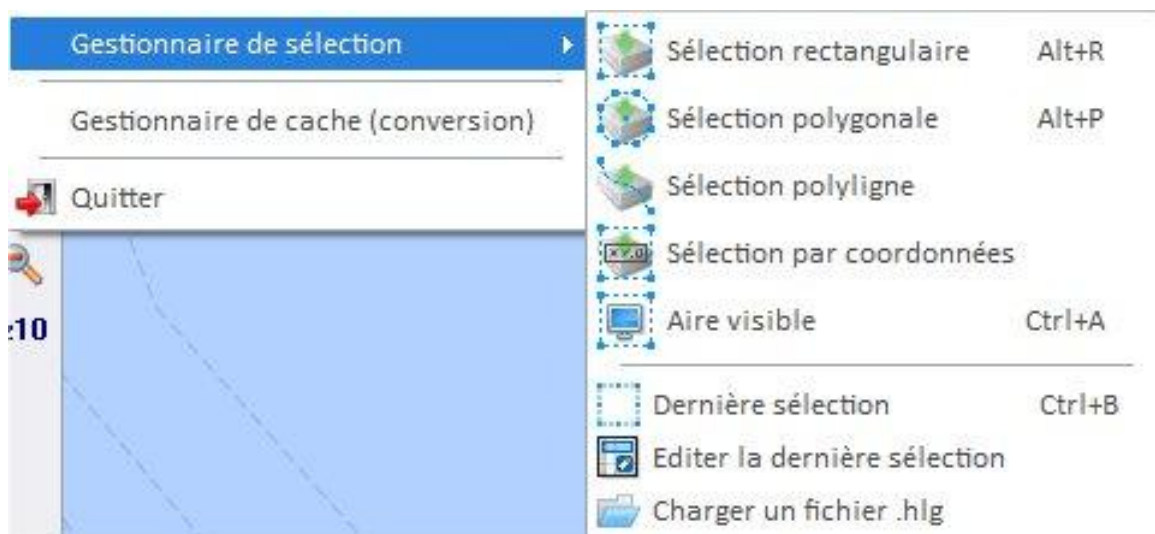 Gestionnaire de sélection
Gestionnaire de cache (conversion)
Quitter
10
Sélection rectangulaire Alt+R
Sélection polygonale Alt+P
Sélection polyligne
Sélection par coordonnées
Aire visible Ctrl+A
Dernière sélection Ctrl+B
Editer la dernière sélection
Charger un fichier .hlg